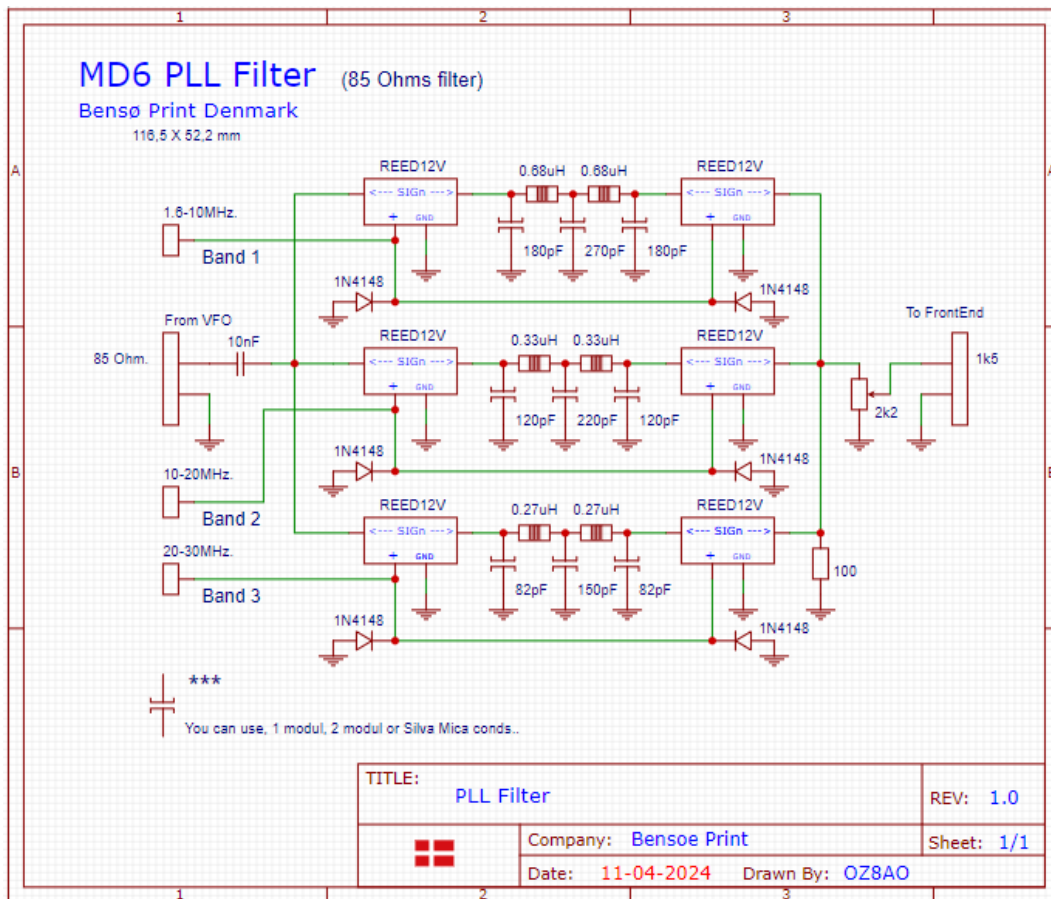 1 2 3
MD6 PLL Filter (85 Ohms filter)
Bensø Print Denmark
116,5 X 52,2 mm
A
A
REED12V 0.68uH 0.68uH REED12V
<--- SIGn ---> <--- SIGn --->
+ GND + GND
1.6-10MHz.
Band 1
180pF 270pF 180pF
1N4148 1N4148
From VFO
To FrontEnd
10nF
REED12V 0.33uH 0.33uH REED12V
85 Ohm.
<--- SIGn ---> <--- SIGn --->
1k5
+ GND + GND
2k2
120pF 220pF 120pF
1N4148 1N4148
B
B
10-20MHz.
Band 2
REED12V 0.27uH 0.27uH REED12V
<--- SIGn ---> <--- SIGn --->
20-30MHz.
+ GND + GND
100
Band 3
82pF 150pF 82pF
1N4148 1N4148
***
You can use, 1 modul, 2 modul or Silva Mica conds..
TITLE:
PLL Filter
REV: 1.0
Company: Bensoe Print
Sheet: 1/1
Date: 11-04-2024 Drawn By: OZ8AO
1 2 3